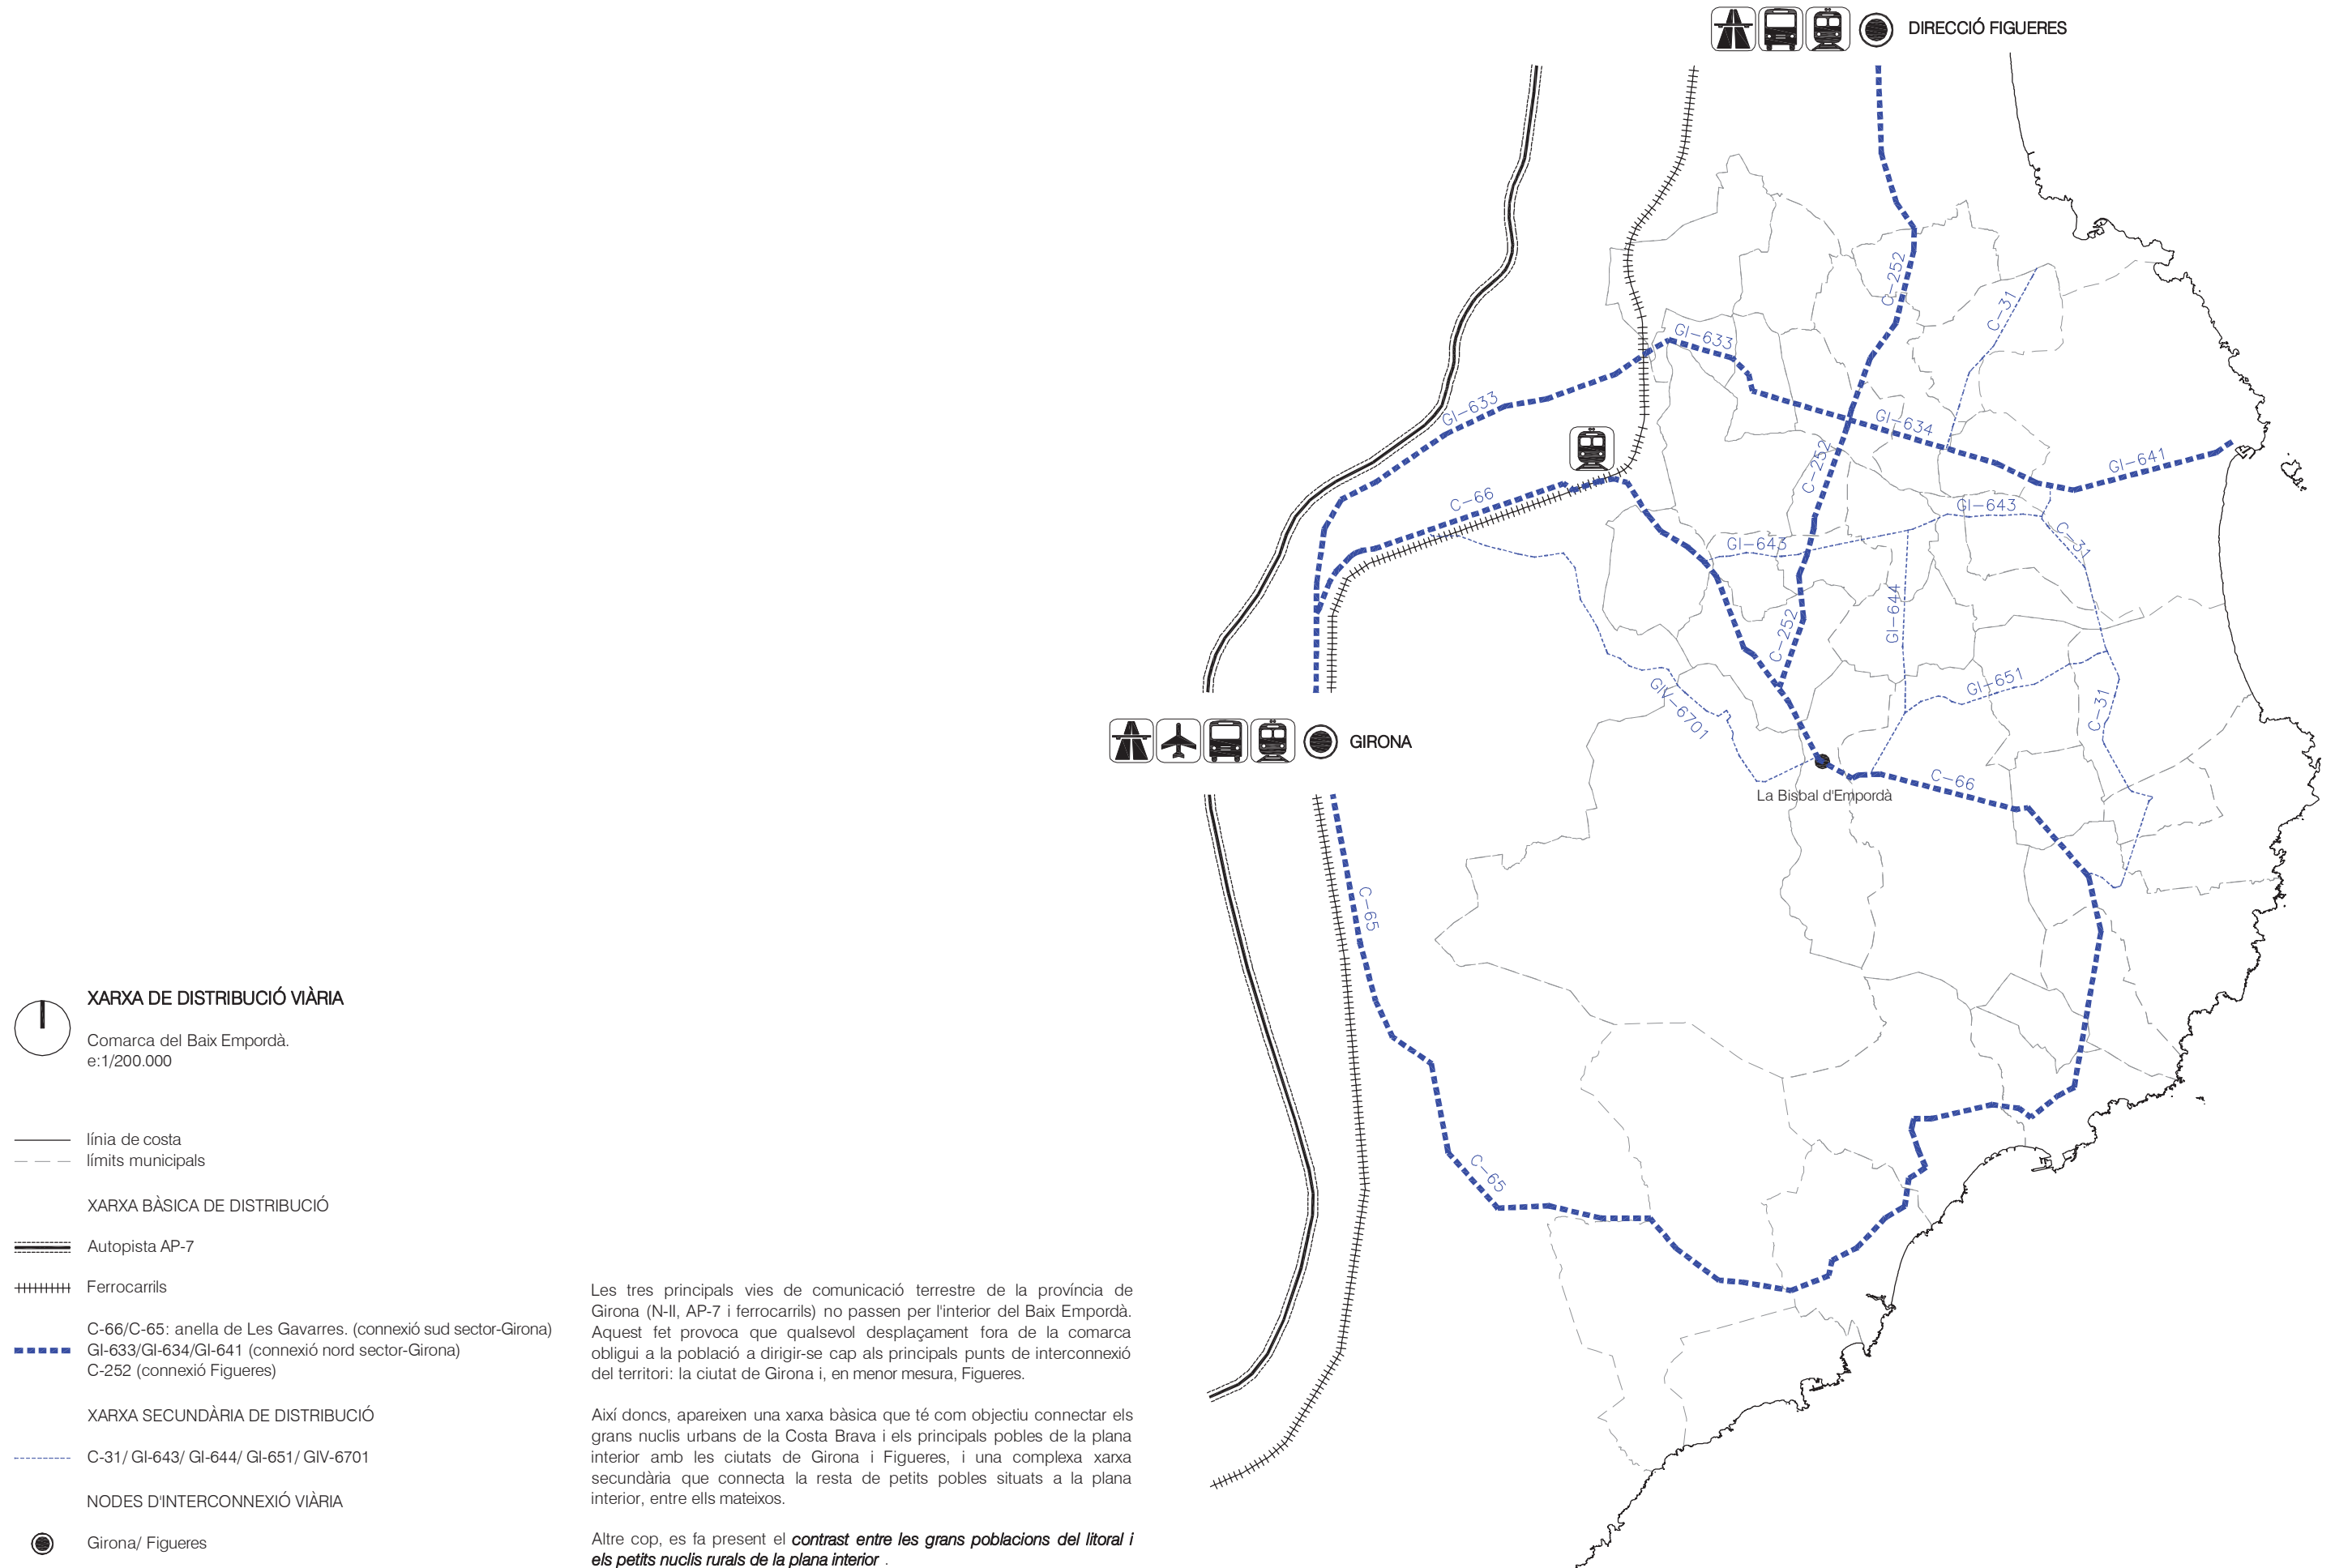 DIRECCIÓ FIGUERES
C-252
C-31
GI-633
GI-633
GI-634
C-252
GI-641
C-66
GI-643
GI-643
C-31
GI-644
C-252
GI-651
GIV-6701
C-31
GIRONA
C-66
La Bisbal d'Empordà
C-65
C-65
XARXA DE DISTRIBUCIÓ VIÀRIA
Comarca del Baix Empordà.
e:1/200.000
línia de costa
límits municipals
XARXA BÀSICA DE DISTRIBUCIÓ
Autopista AP-7
Ferrocarrils
C-66/C-65: anella de Les Gavarres. (connexió sud sector-Girona)
GI-633/GI-634/GI-641 (connexió nord sector-Girona)
C-252 (connexió Figueres)
XARXA SECUNDÀRIA DE DISTRIBUCIÓ
C-31/ GI-643/ GI-644/ GI-651/ GIV-6701
NODES D'INTERCONNEXIÓ VIÀRIA
Girona/ Figueres
Les tres principals vies de comunicació terrestre de la província de
Girona (N-II, AP-7 i ferrocarrils) no passen per l'interior del Baix Empordà.
Aquest fet provoca que qualsevol desplaçament fora de la comarca
obligui a la població a dirigir-se cap als principals punts de interconnexió
del territori: la ciutat de Girona i, en menor mesura, Figueres.
Així doncs, apareixen una xarxa bàsica que té com objectiu connectar els
grans nuclis urbans de la Costa Brava i els principals pobles de la plana
interior amb les ciutats de Girona i Figueres, i una complexa xarxa
secundària que connecta la resta de petits pobles situats a la plana
interior, entre ells mateixos.
Altre cop, es fa present el contrast entre les grans poblacions del litoral i
els petits nuclis rurals de la plana interior .